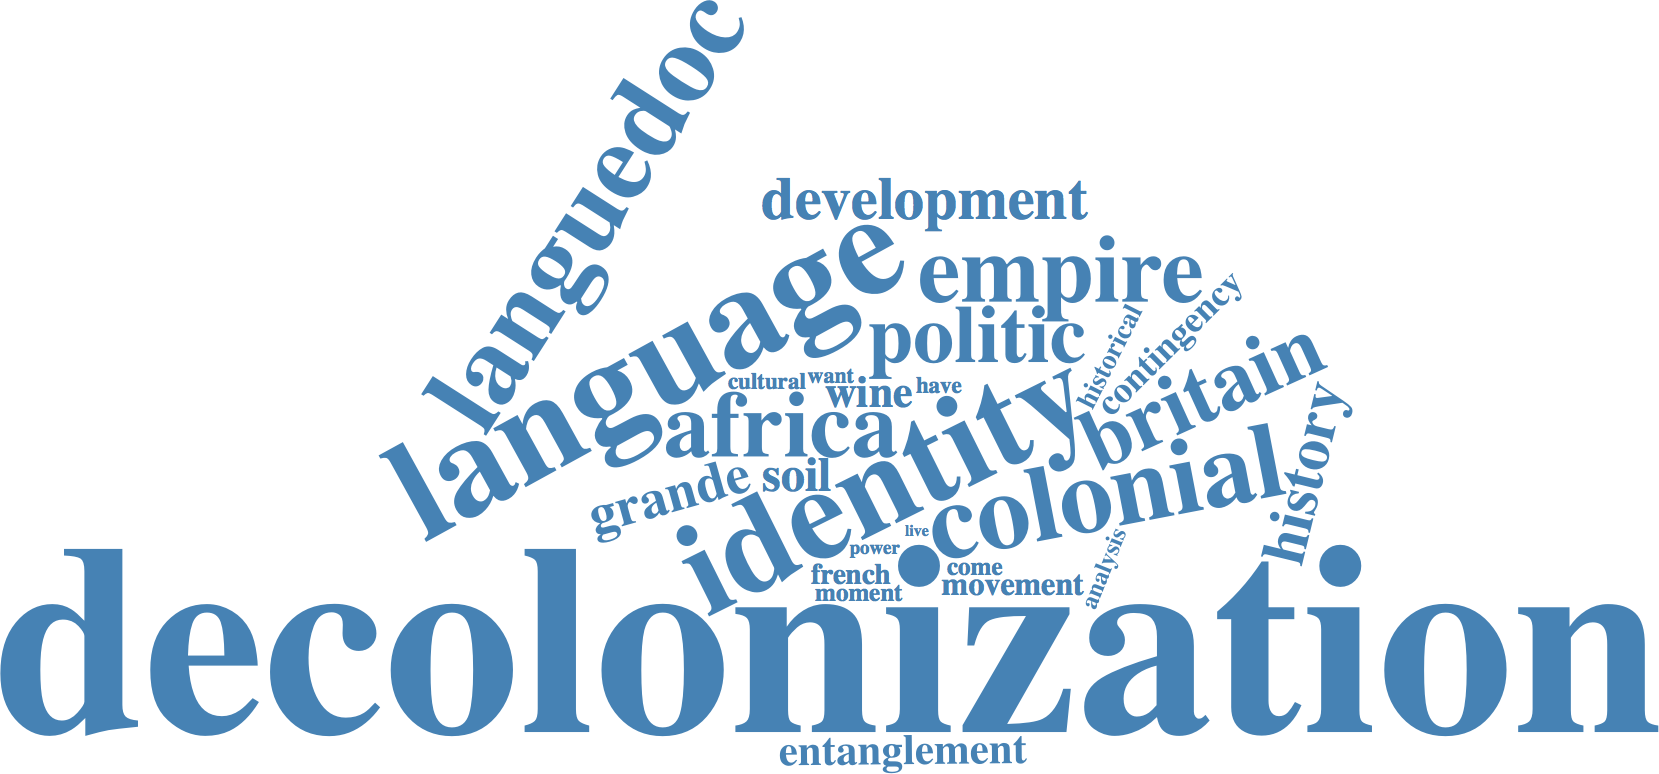 languedoc
development
language
empire
politic
historical
contingency
cultural
want
wine
have
britain
africa
identity
history
grande
soil
colonial
live
power
analysis
french
come
moment
movement
decolonization
entanglement